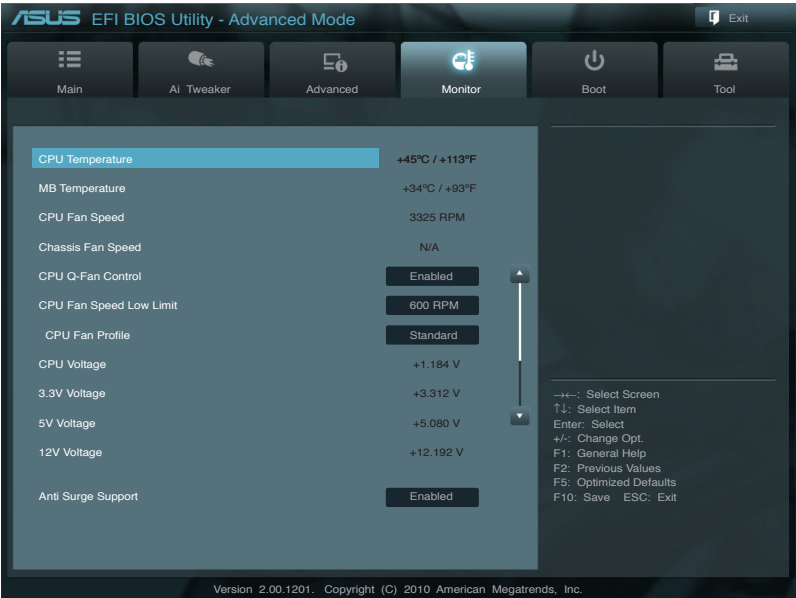 ASUS EFI BIOS Utility - Advanced Mode
Exit
Main Ai Tweaker Advanced Monitor Boot Tool
CPU Temperature +45ºC / +113ºF
MB Temperature +34ºC / +93ºF
CPU Fan Speed 3325 RPM
Chassis Fan Speed N/A
CPU Q-Fan Control Enabled
CPU Fan Speed Low Limit 600 RPM
CPU Fan Profile Standard
CPU Voltage +1.184 V
3.3V Voltage +3.312 V
5V Voltage +5.080 V
12V Voltage +12.192 V
Anti Surge Support Enabled
→←: Select Screen
↑↓: Select Item
Enter: Select
+/-: Change Opt.
F1: General Help
F2: Previous Values
F5: Optimized Defaults
F10: Save ESC: Exit
Version 2.00.1201. Copyright (C) 2010 American Megatrends, Inc.